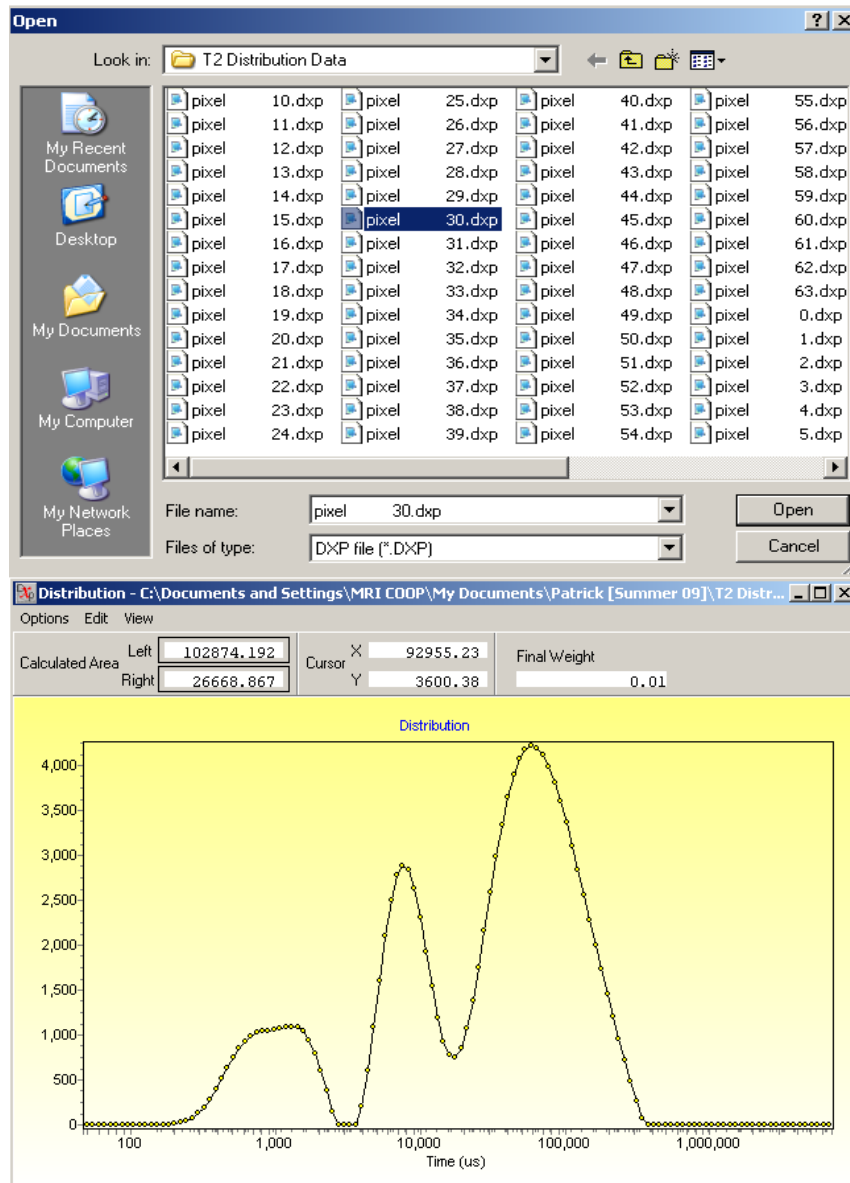 Open
Look in: T2 Distribution Data
My Recent
Documents
Desktop
My Documents
My Computer
My Network
Places
pixel 10.dxp pixel 25.dxp pixel 40.dxp pixel 55.dxp
pixel 11.dxp pixel 26.dxp pixel 41.dxp pixel 56.dxp
pixel 12.dxp pixel 27.dxp pixel 42.dxp pixel 57.dxp
pixel 13.dxp pixel 28.dxp pixel 43.dxp pixel 58.dxp
pixel 14.dxp pixel 29.dxp pixel 44.dxp pixel 59.dxp
pixel 15.dxp pixel 30.dxp pixel 45.dxp pixel 60.dxp
pixel 16.dxp pixel 31.dxp pixel 46.dxp pixel 61.dxp
pixel 17.dxp pixel 32.dxp pixel 47.dxp pixel 62.dxp
pixel 18.dxp pixel 33.dxp pixel 48.dxp pixel 63.dxp
pixel 19.dxp pixel 34.dxp pixel 49.dxp pixel 0.dxp
pixel 20.dxp pixel 35.dxp pixel 50.dxp pixel 1.dxp
pixel 21.dxp pixel 36.dxp pixel 51.dxp pixel 2.dxp
pixel 22.dxp pixel 37.dxp pixel 52.dxp pixel 3.dxp
pixel 23.dxp pixel 38.dxp pixel 53.dxp pixel 4.dxp
pixel 24.dxp pixel 39.dxp pixel 54.dxp pixel 5.dxp
File name: pixel 30.dxp Open
Files of type: DXP file (*.DXP) Cancel
Distribution - C:\Documents and Settings\MRI COOP\My Documents\Patrick [Summer 09]\T2 Distr...
Options Edit View
Calculated Area
Left 102874.192
Right 26668.867
Cursor
X 92955.23
Y 3600.38
Final Weight
0.01
Distribution
4,000
3,500
3,000
2,500
2,000
1,500
1,000
500
0
100 1,000 10,000 100,000 1,000,000
Time (us)